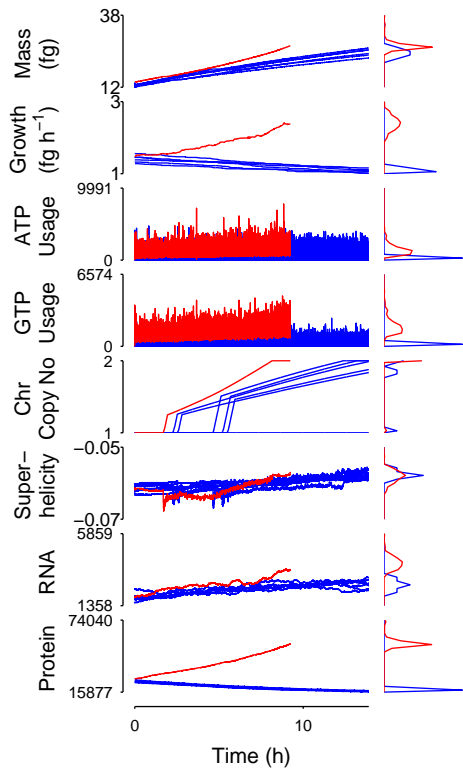 38
Mass
(fg)
12
3
Growth
(fg h−1)
1
9991
ATP
Usage
0
6574
GTP
Usage
0
2
Chr
Copy No
1
−0.05
Super−
helicity
−0.07
5859
RNA
1358
74040
Protein
15877
0 10
Time (h)